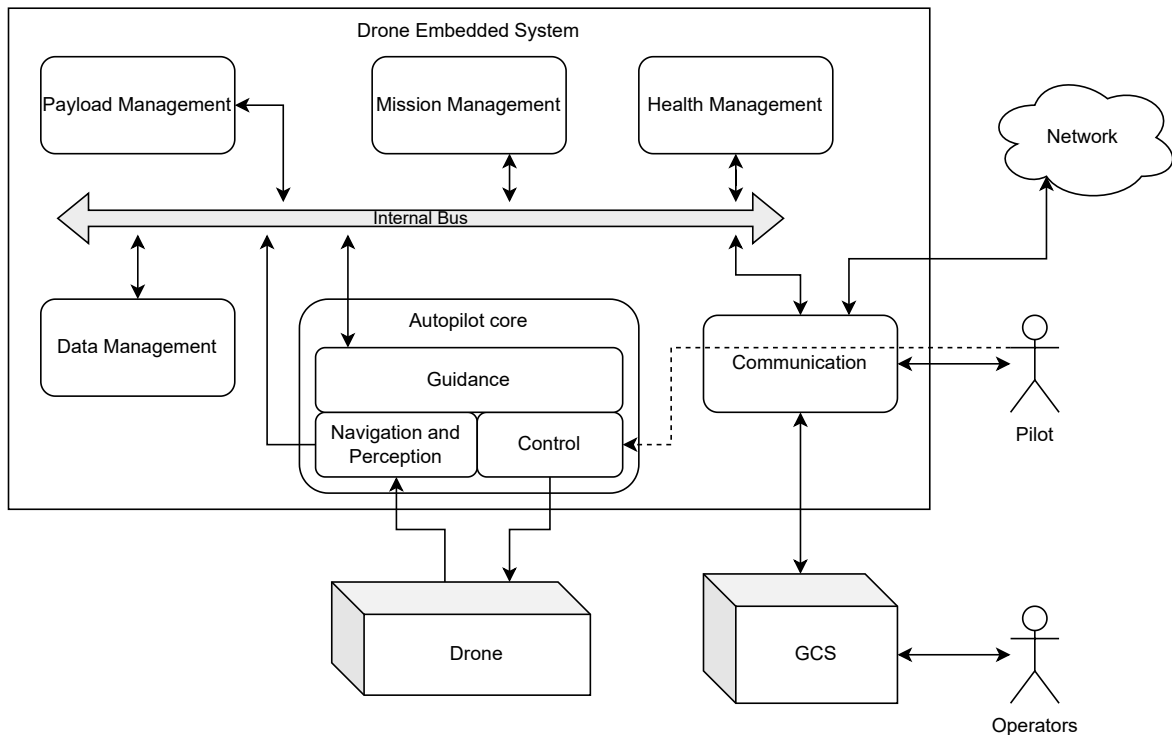 Drone Embedded System
Payload Management
Mission Management
Health Management
Network
Internal Bus
Data Management
Autopilot core
Guidance
Navigation and
Perception
Control
Communication
Pilot
Drone
GCS
Operators